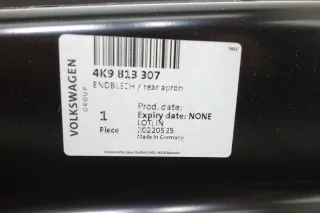 VOLKSWAGEN
GROUP
4K9 813 307
ENDBLECH / rear apron
1
Piece
Prod. date:
Expiry date: NONE
LOT: IN
20220525
Made in Germany